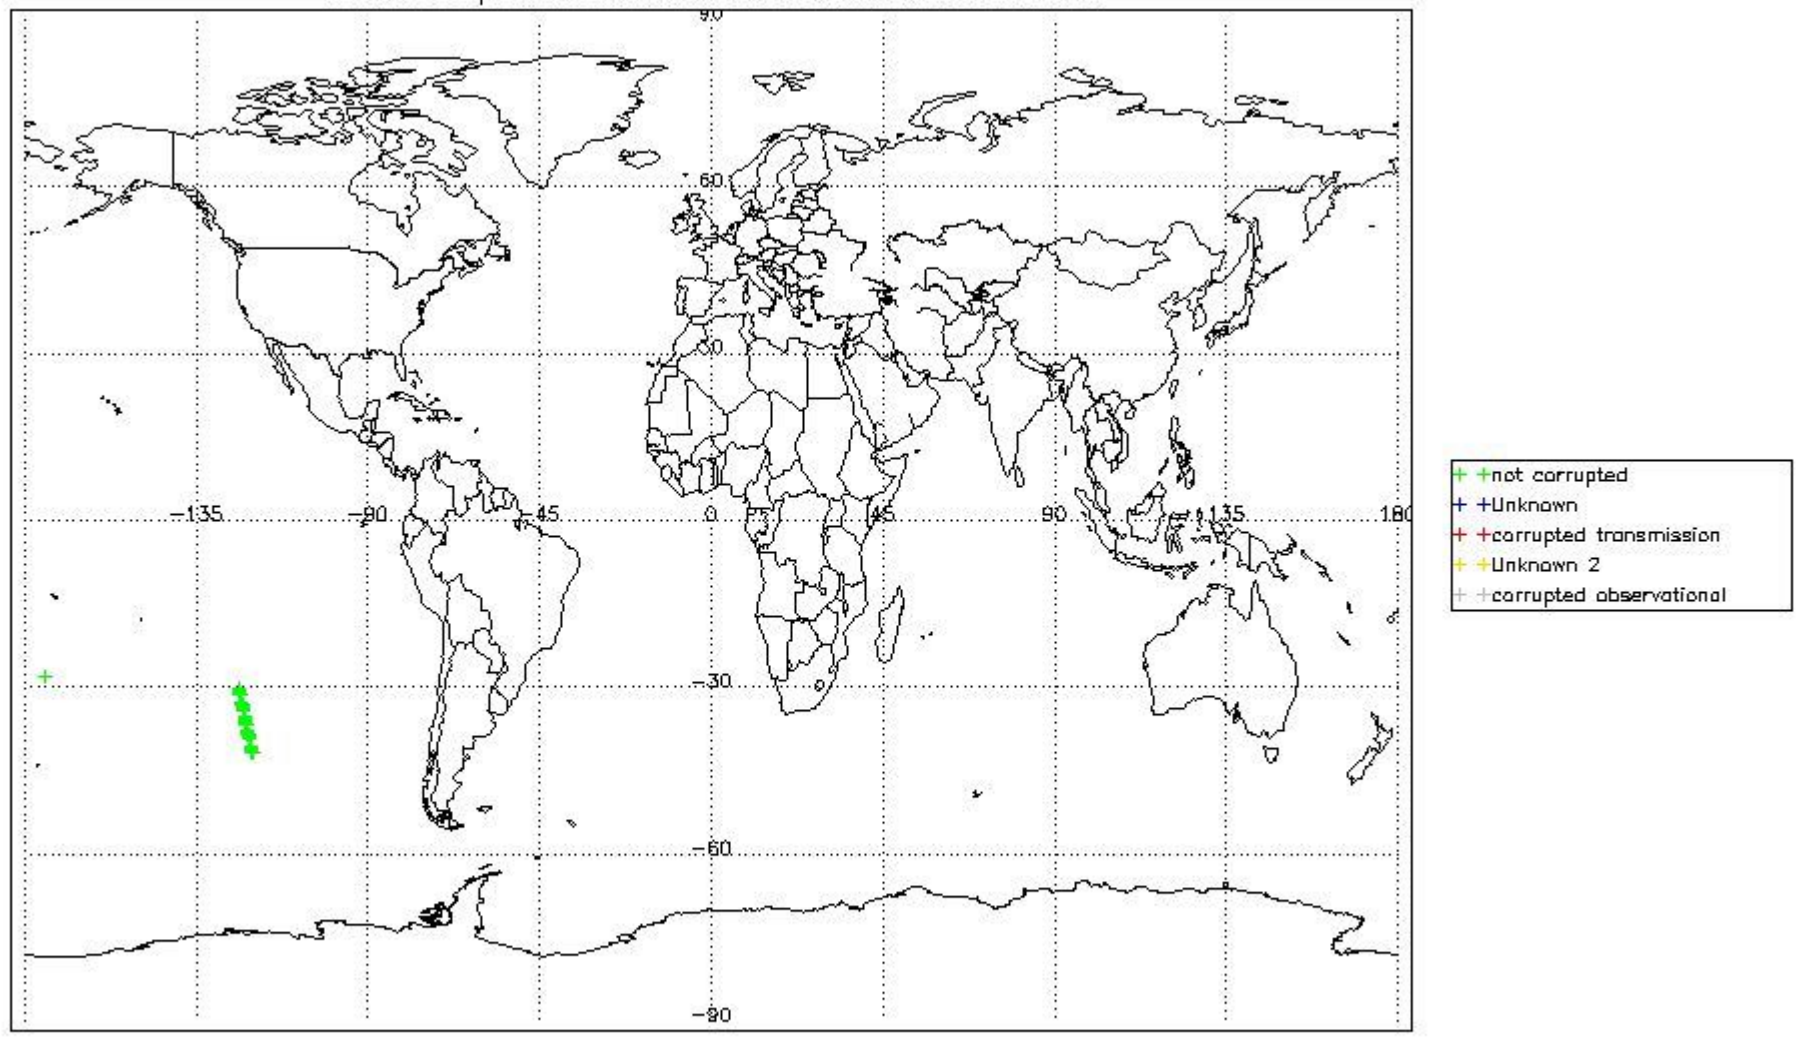 90
60
30
-135 -90 -45 0 45 90 135 180
-30
-60
-90
not corrupted
Unknown
corrupted transmission
Unknown 2
corrupted observational